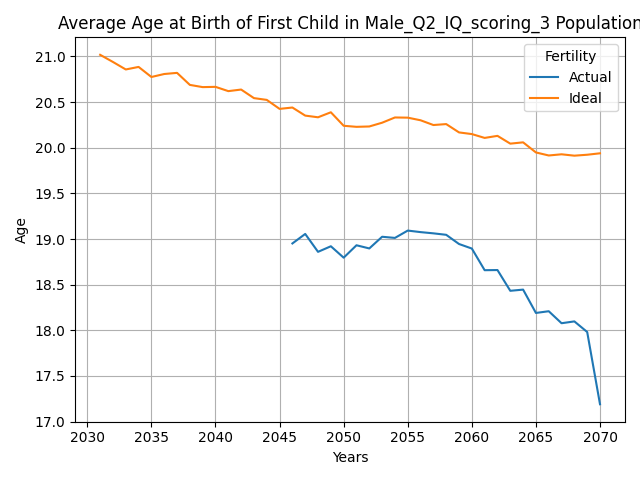 Average Age at Birth of First Child in Male_Q2_IQ_scoring_3 Population
Fertility
Actual
Ideal
21.0
20.5
20.0
19.5
19.0
18.5
18.0
17.5
17.0
Age
2030 2035 2040 2045 2050 2055 2060 2065 2070
Years